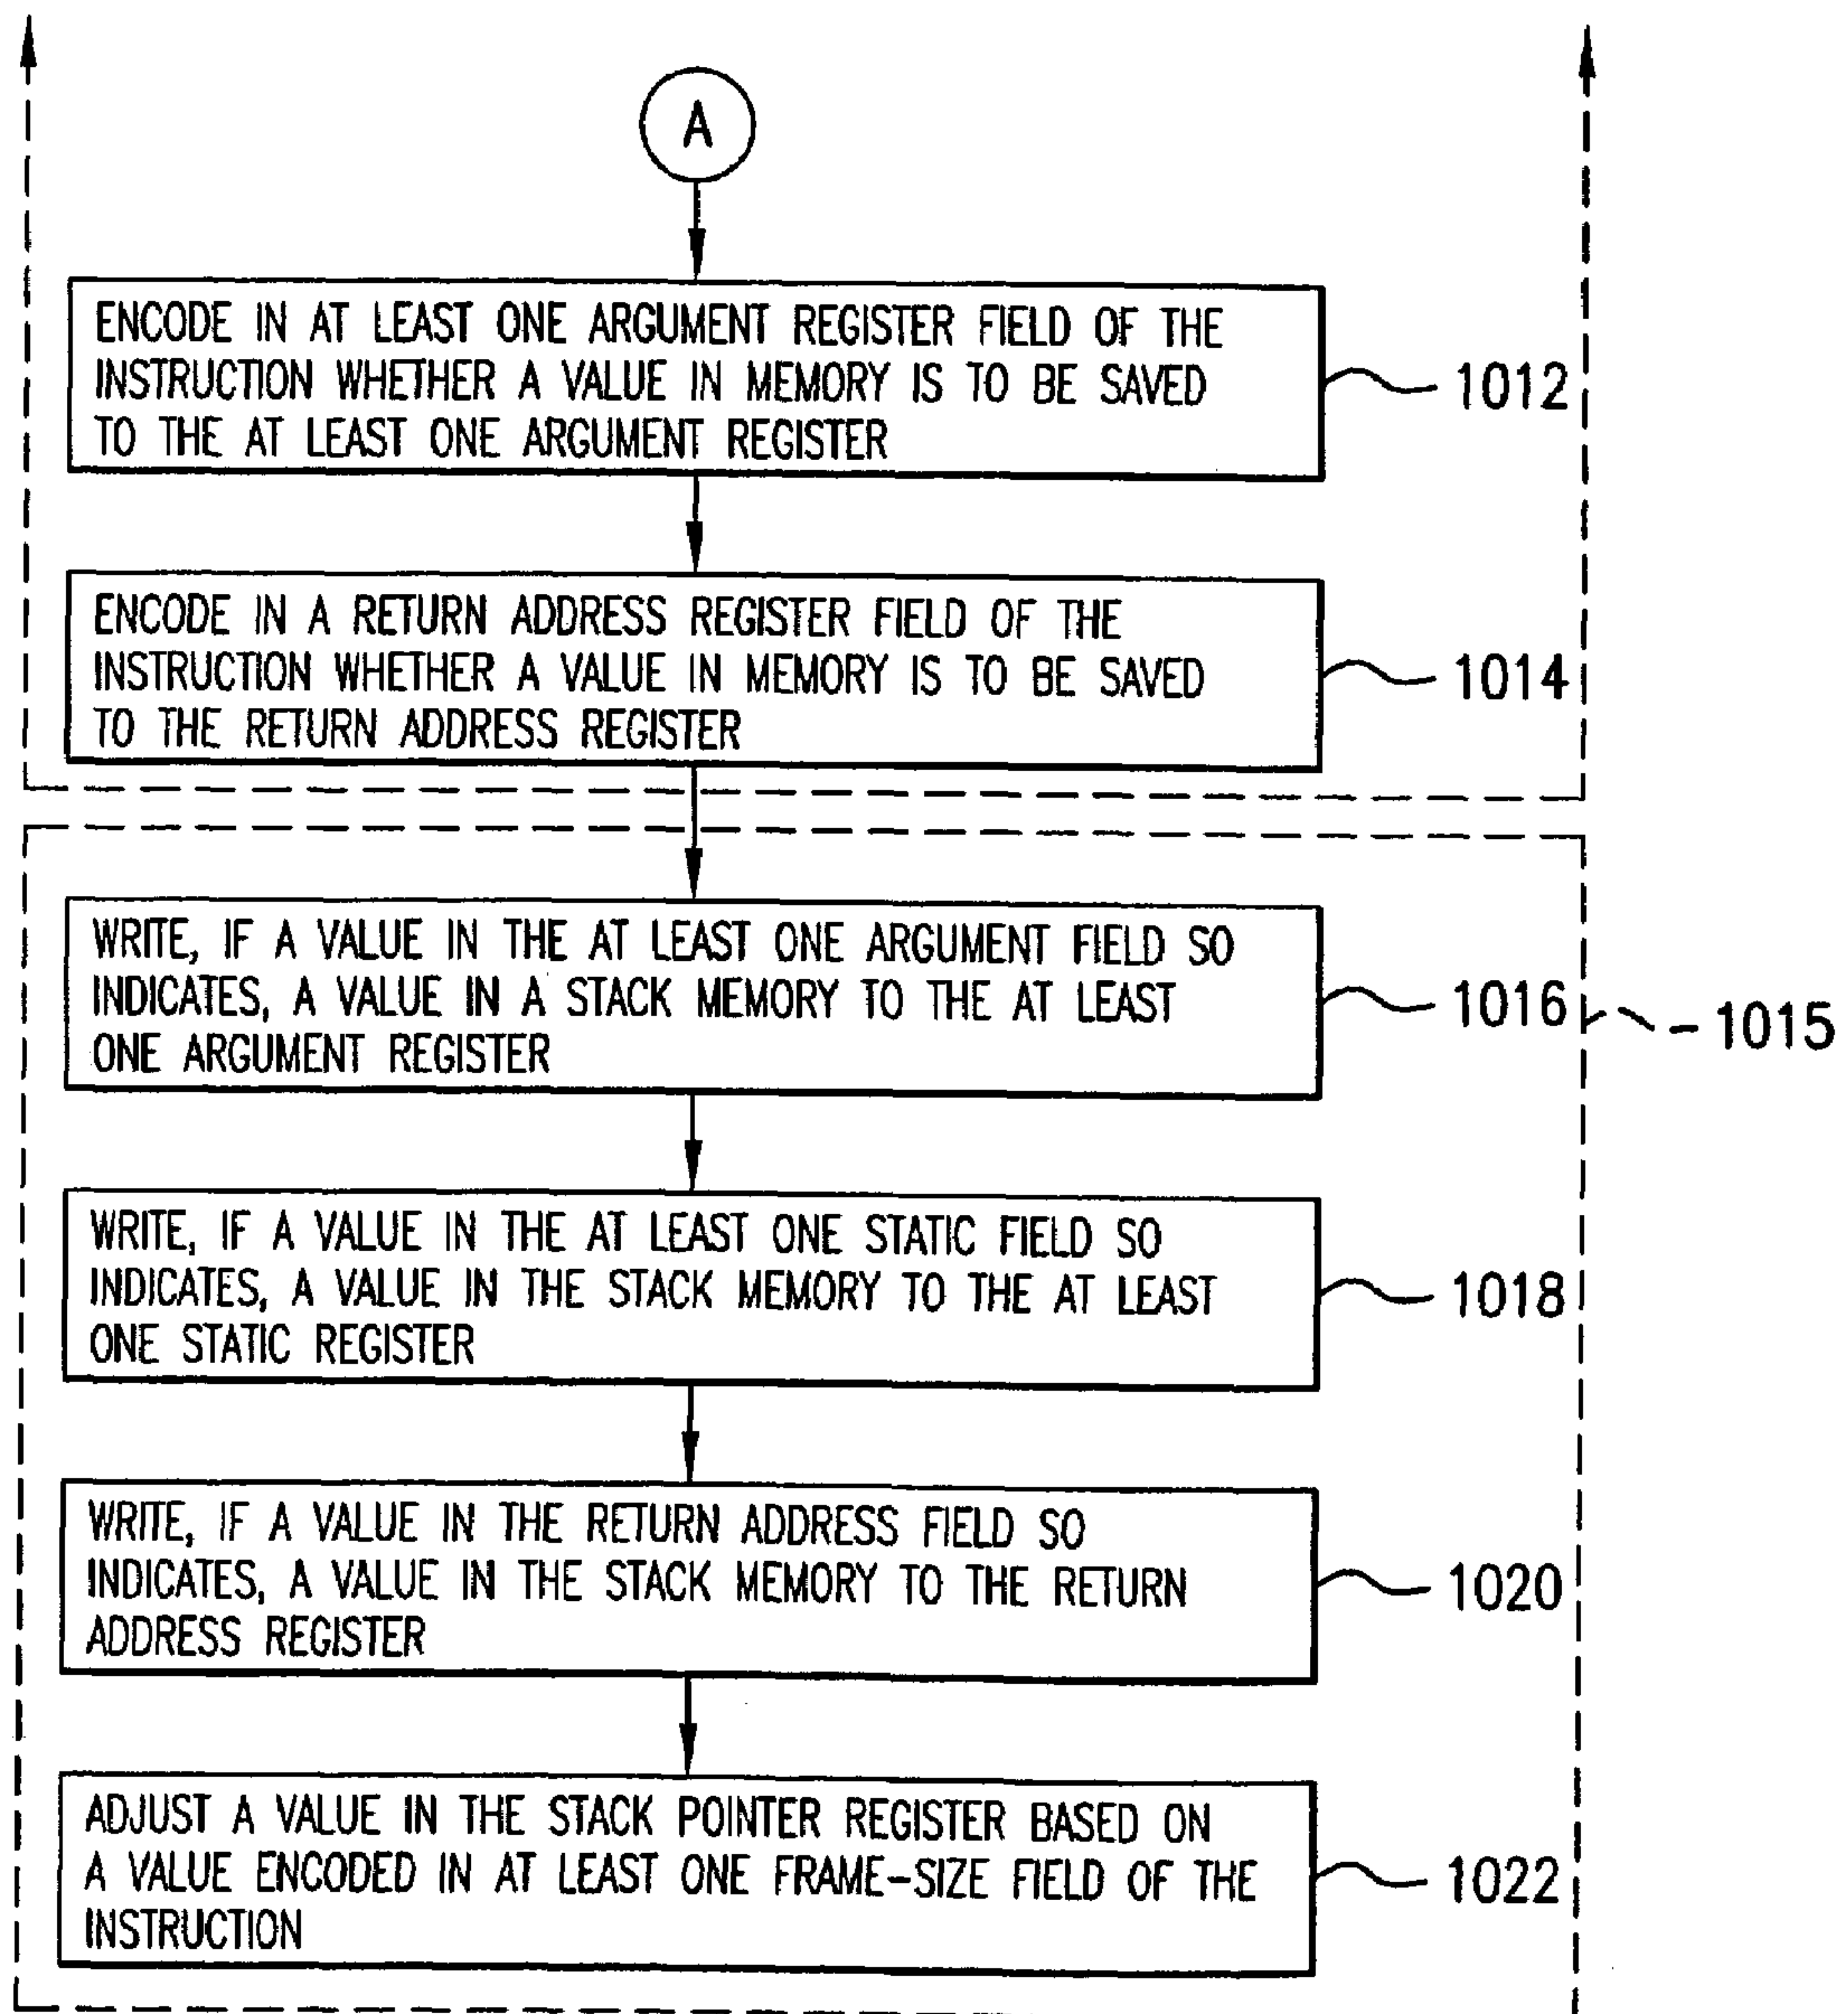 A
ENCODE IN AT LEAST ONE ARGUMENT REGISTER FIELD OF THE
INSTRUCTION WHETHER A VALUE IN MEMORY IS TO BE SAVED
TO THE AT LEAST ONE ARGUMENT REGISTER
1012
ENCODE IN A RETURN ADDRESS REGISTER FIELD OF THE
INSTRUCTION WHETHER A VALUE IN MEMORY IS TO BE SAVED
TO THE RETURN ADDRESS REGISTER
1014
WRITE, IF A VALUE IN THE AT LEAST ONE ARGUMENT FIELD SO
INDICATES, A VALUE IN A STACK MEMORY TO THE AT LEAST
ONE ARGUMENT REGISTER
1016
1015
WRITE, IF A VALUE IN THE AT LEAST ONE STATIC FIELD SO
INDICATES, A VALUE IN THE STACK MEMORY TO THE AT LEAST
ONE STATIC REGISTER
1018
WRITE, IF A VALUE IN THE RETURN ADDRESS FIELD SO
INDICATES, A VALUE IN THE STACK MEMORY TO THE RETURN
ADDRESS REGISTER
1020
ADJUST A VALUE IN THE STACK POINTER REGISTER BASED ON
A VALUE ENCODED IN AT LEAST ONE FRAME-SIZE FIELD OF THE
INSTRUCTION
1022